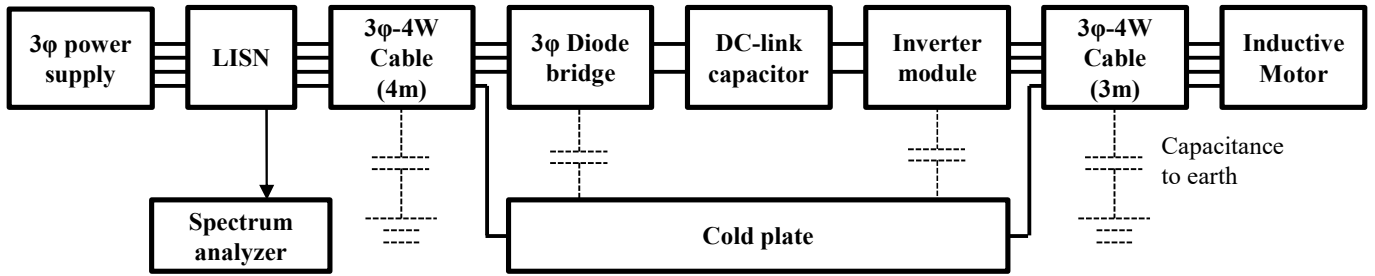 3φ power
supply
LISN
3φ-4W
Cable
(4m)
3φ Diode
bridge
DC-link
capacitor
Inverter
module
3φ-4W
Cable
(3m)
Inductive
Motor
Capacitance
to earth
Spectrum
analyzer
Cold plate